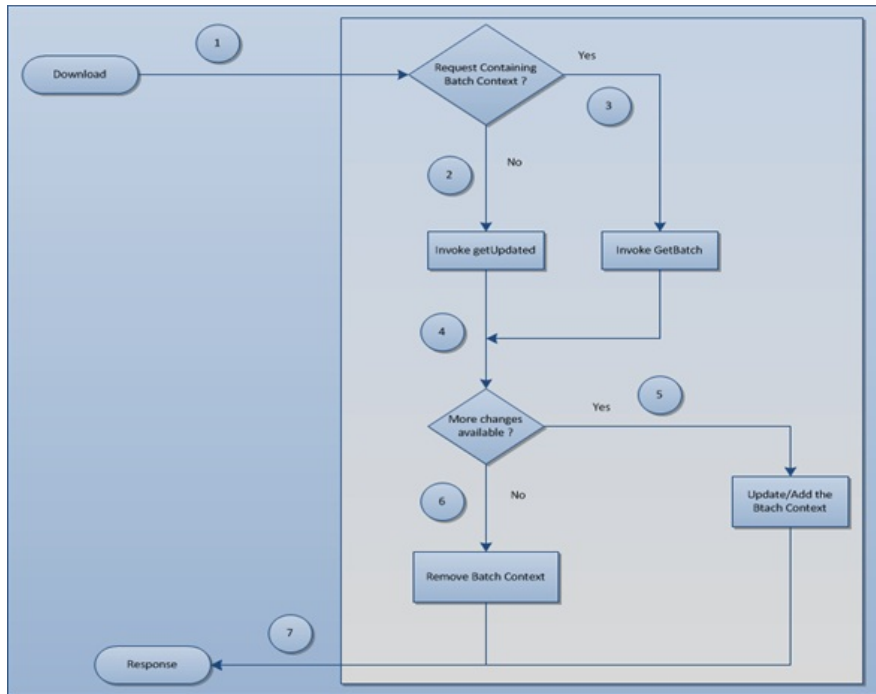 1
Download
Request Containing
Batch Context ?
Yes
3
2
No
Invoke getUpdated
Invoke GetBatch
4
More changes
available ?
Yes
5
6
No
Update/Add the
Btach Context
Remove Batch Context
7
Response